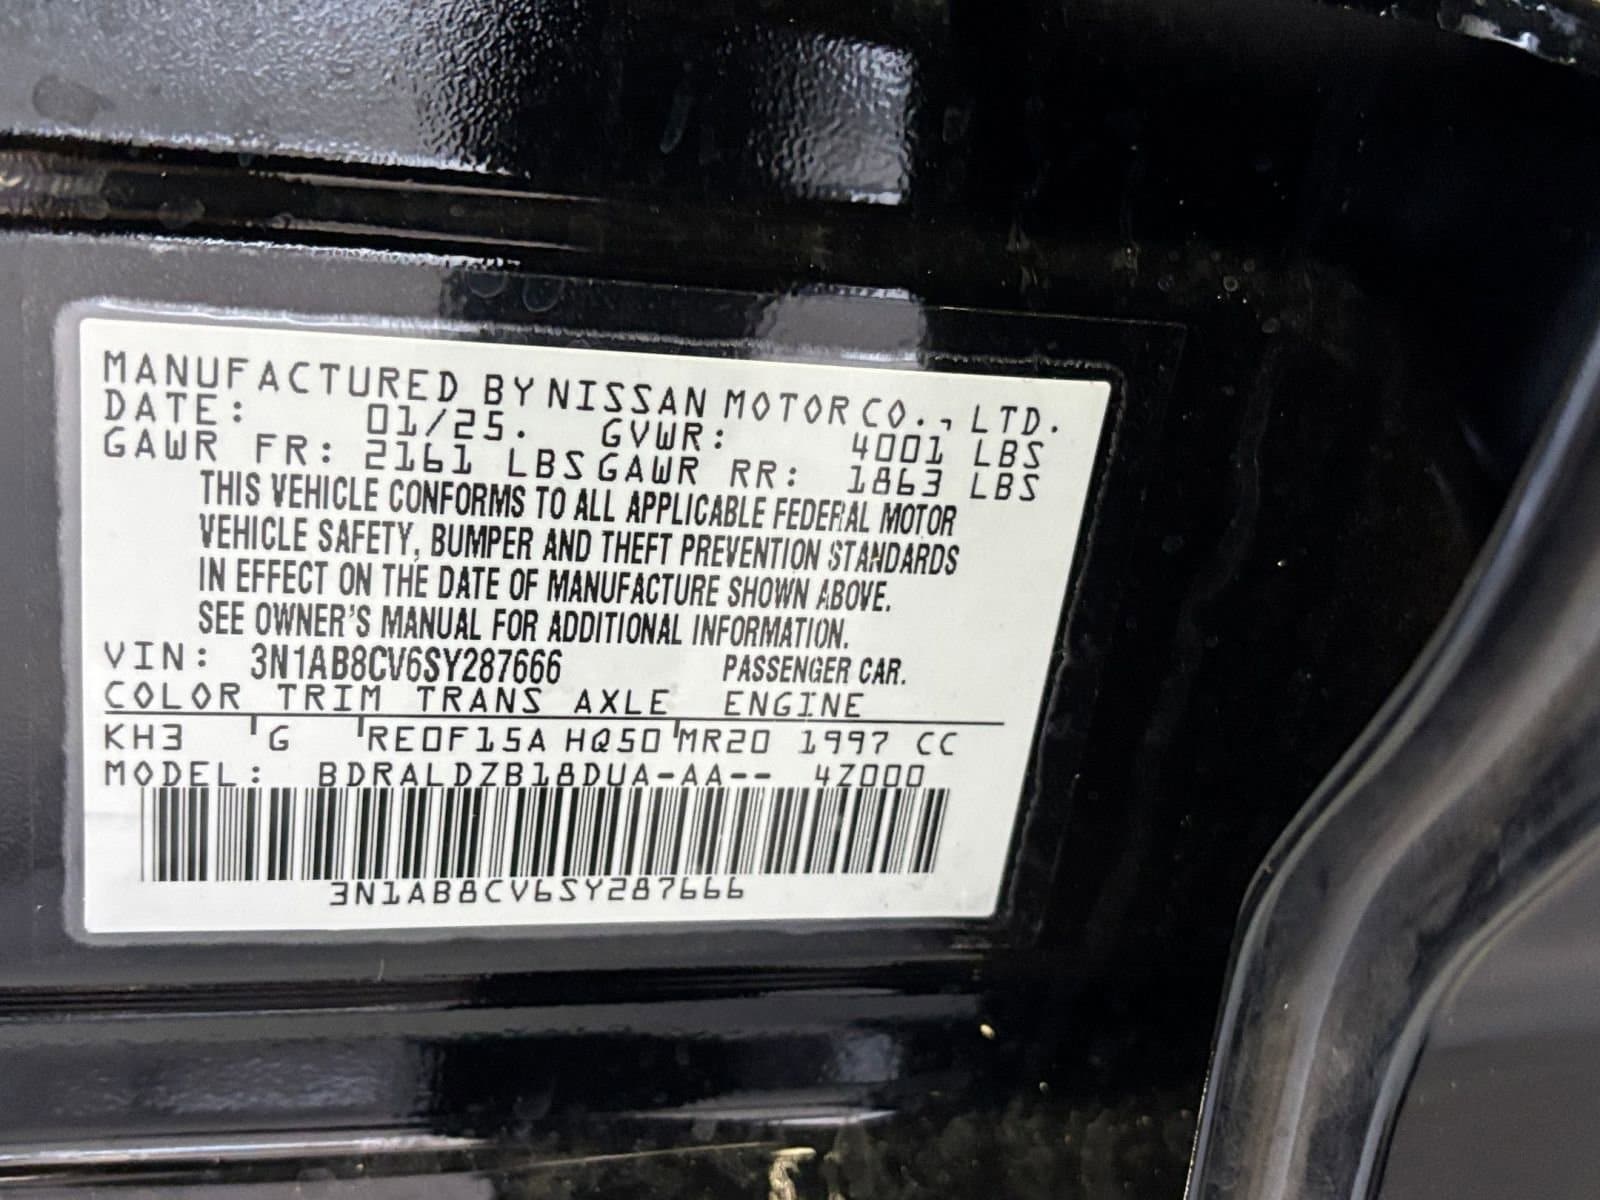 MANUFACTURED BY NISSAN MOTOR CO., LTD.
DATE: 01/25. GVWR: 4001 LBS
GAWR FR: 2161 LBS GAWR RR: 1863 LBS
THIS VEHICLE CONFORMS TO ALL APPLICABLE FEDERAL MOTOR
VEHICLE SAFETY, BUMPER AND THEFT PREVENTION STANDARDS
IN EFFECT ON THE DATE OF MANUFACTURE SHOWN ABOVE.
SEE OWNER'S MANUAL FOR ADDITIONAL INFORMATION.
VIN: 3N1AB8CV6SY287666 PASSENGER CAR.
COLOR TRIM TRANS AXLE ENGINE
KH3 G RE0F15A HQ50 MR20 1997 CC
MODEL: BDRALDZB18DUA-AA-- 4Z000
3N1AB8CV6SY287666